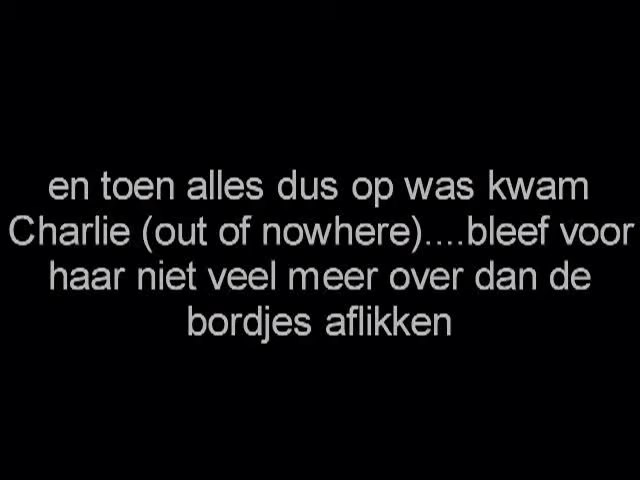 en toen alles dus op was kwam
Charlie (out of nowhere)....bleef voor
haar niet veel meer over dan de
bordjes aflikken